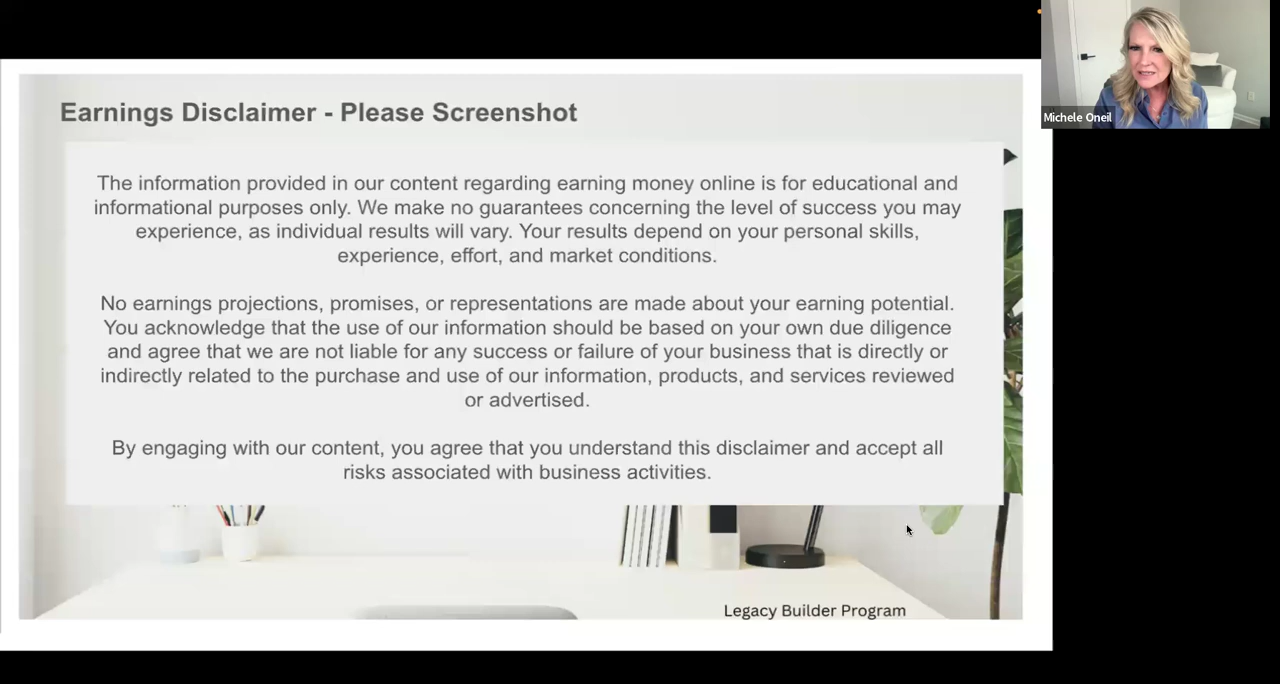 Michele Oneil
Earnings Disclaimer - Please Screenshot
The information provided in our content regarding earning money online is for educational and
informational purposes only. We make no guarantees concerning the level of success you may
experience, as individual results will vary. Your results depend on your personal skills,
experience, effort, and market conditions.
No earnings projections, promises, or representations are made about your earning potential.
You acknowledge that the use of our information should be based on your own due diligence
and agree that we are not liable for any success or failure of your business that is directly or
indirectly related to the purchase and use of our information, products, and services reviewed
or advertised.
By engaging with our content, you agree that you understand this disclaimer and accept all
risks associated with business activities.
Legacy Builder Program